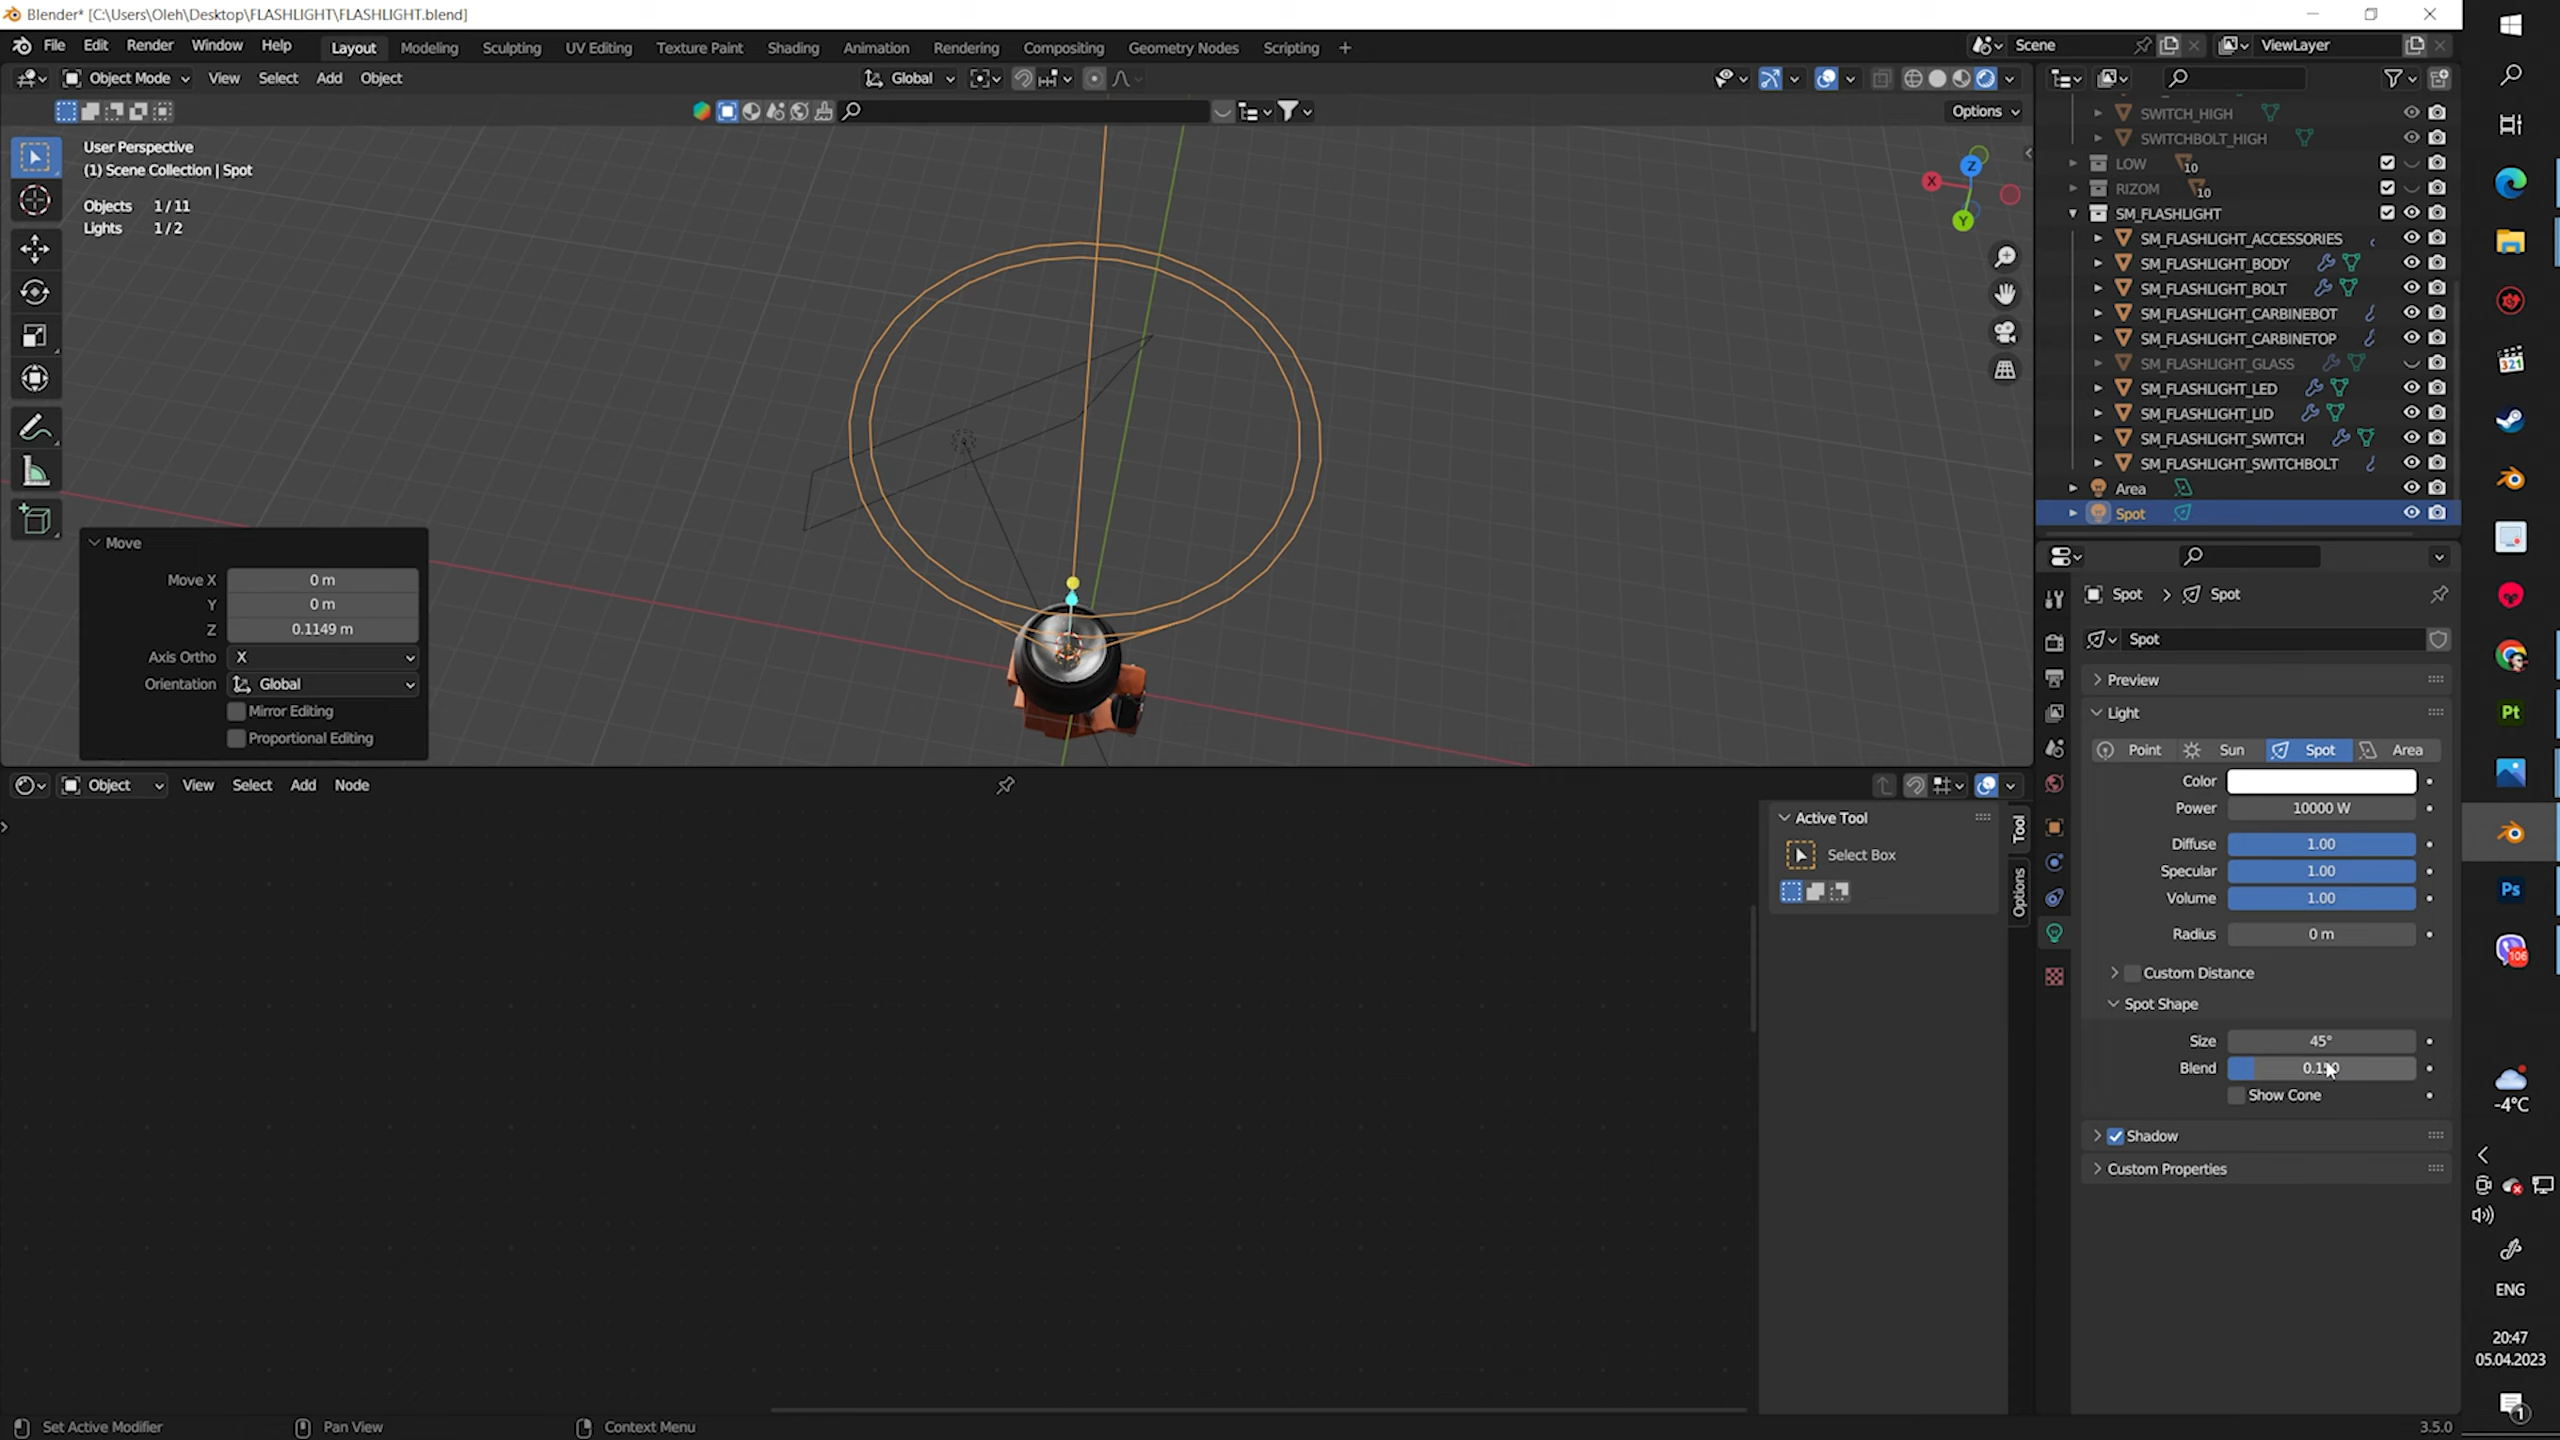 Blender* [C:\Users\Oleh\Desktop\FLASHLIGHT\FLASHLIGHT.blend]
File Edit Render Window Help Layout Modeling Sculpting UV Editing Texture Paint Shading Animation Rendering Compositing Geometry Nodes Scripting + Scene ViewLayer
Object Mode View Select Add Object Global
Options
User Perspective
(1) Scene Collection | Spot
Objects 1/11
Lights 1/2
X
Y
Z
Move
Move X 0 m
Y 0 m
Z 0.1149 m
Axis Ortho X
Orientation Global
Mirror Editing
Proportional Editing
SWITCH_HIGH
SWITCHBOLT_HIGH
LOW 10
RIZOM 10
SM_FLASHLIGHT
SM_FLASHLIGHT_ACCESSORIES
SM_FLASHLIGHT_BODY
SM_FLASHLIGHT_BOLT
SM_FLASHLIGHT_CARBINEBOT
SM_FLASHLIGHT_CARBINETOP
SM_FLASHLIGHT_GLASS
SM_FLASHLIGHT_LED
SM_FLASHLIGHT_LID
SM_FLASHLIGHT_SWITCH
SM_FLASHLIGHT_SWITCHBOLT
Area
Spot
Spot > Spot
Spot
Preview
Light
Point Sun Spot Area
Color
Power 10000 W
Diffuse 1.00
Specular 1.00
Volume 1.00
Radius 0 m
Custom Distance
Spot Shape
Size 45°
Blend
Show Cone
Shadow
Custom Properties
Object View Select Add Node
Active Tool
Select Box
Tool
Options
Set Active Modifier Pan View Context Menu 3.5.0
321
Pt
Ps
106
-4°C
ENG
20:47
05.04.2023
1